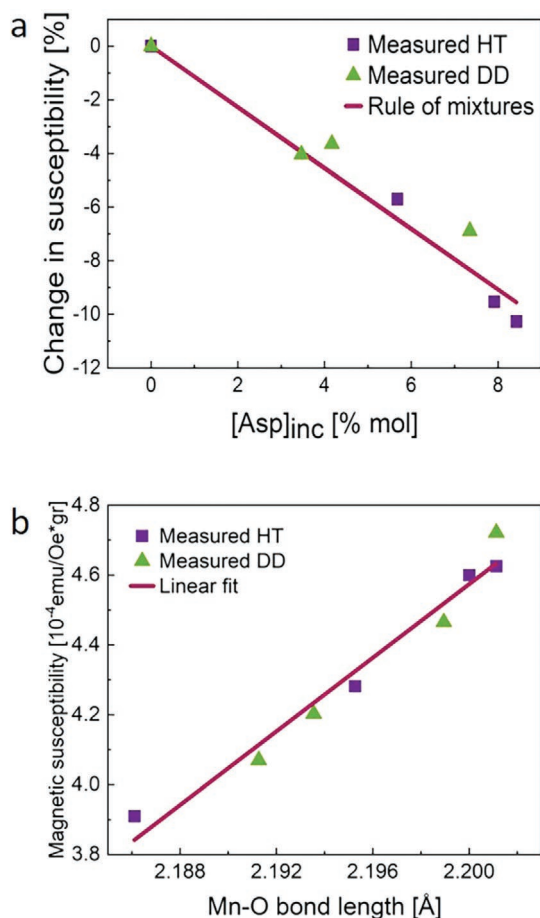 a
Change in susceptibility [%]
0
-2
-4
-6
-8
-10
-12
Measured HT
Measured DD
Rule of mixtures
0 2 4 6 8
[Asp]inc [% mol]
b
Magnetic susceptibility [10⁻⁴emu/Oe*gr]
4.8
4.6
4.4
4.2
4.0
3.8
Measured HT
Measured DD
Linear fit
2.188 2.192 2.196 2.200
Mn-O bond length [Å]